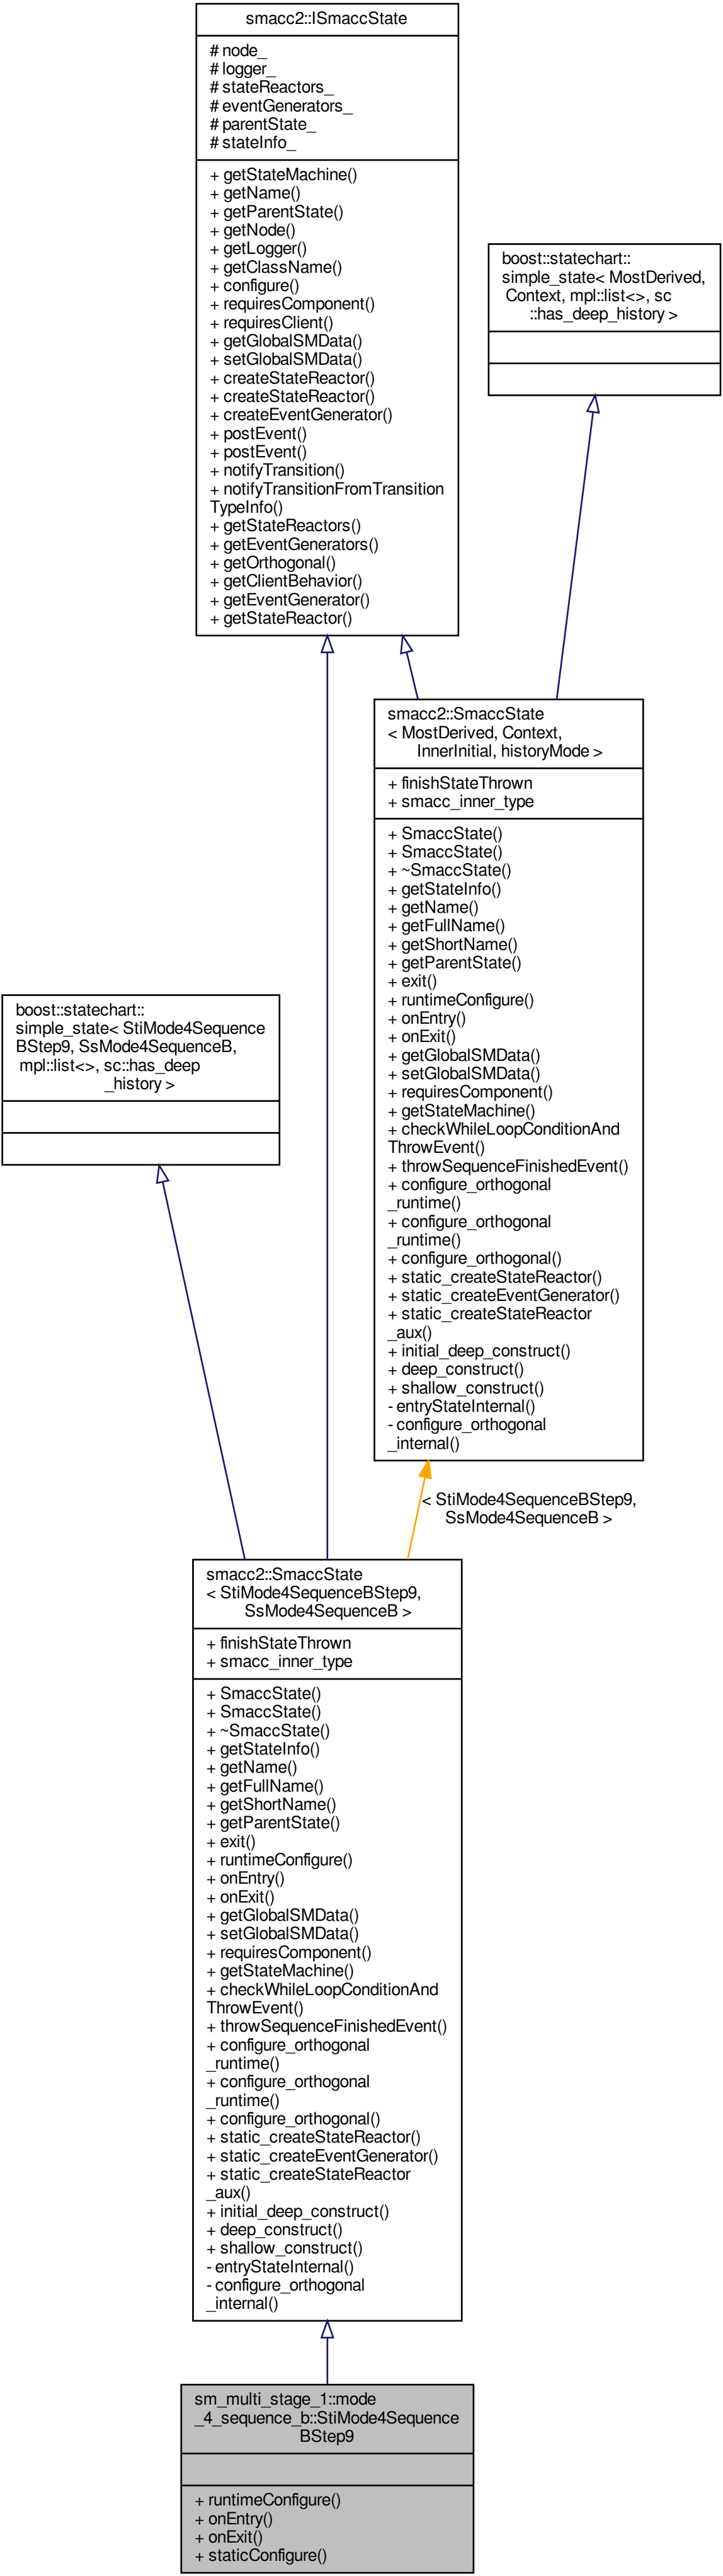 smacc2::ISmaccState
# node_
# logger_
# stateReactors_
# eventGenerators_
# parentState_
# stateInfo_
+ getStateMachine()
+ getName()
+ getParentState()
+ getNode()
+ getLogger()
+ getClassName()
+ configure()
+ requiresComponent()
+ requiresClient()
+ getGlobalSMData()
+ setGlobalSMData()
+ createStateReactor()
+ createStateReactor()
+ createEventGenerator()
+ postEvent()
+ postEvent()
+ notifyTransition()
+ notifyTransitionFromTransition
TypeInfo()
+ getStateReactors()
+ getEventGenerators()
+ getOrthogonal()
+ getClientBehavior()
+ getEventGenerator()
+ getStateReactor()
boost::statechart::
simple_state< MostDerived,
Context, mpl::list<>, sc
::has_deep_history >
smacc2::SmaccState
< MostDerived, Context,
InnerInitial, historyMode >
+ finishStateThrown
+ smacc_inner_type
+ SmaccState()
+ SmaccState()
+ ~SmaccState()
+ getStateInfo()
+ getName()
+ getFullName()
+ getShortName()
+ getParentState()
+ exit()
+ runtimeConfigure()
+ onEntry()
+ onExit()
+ getGlobalSMData()
+ setGlobalSMData()
+ requiresComponent()
+ getStateMachine()
+ checkWhileLoopConditionAnd
ThrowEvent()
+ throwSequenceFinishedEvent()
+ configure_orthogonal
_runtime()
+ configure_orthogonal
_runtime()
+ configure_orthogonal()
+ static_createStateReactor()
+ static_createEventGenerator()
+ static_createStateReactor
_aux()
+ initial_deep_construct()
+ deep_construct()
+ shallow_construct()
- entryStateInternal()
- configure_orthogonal
_internal()
boost::statechart::
simple_state< StiMode4Sequence
BStep9, SsMode4SequenceB,
mpl::list<>, sc::has_deep
_history >
< StiMode4SequenceBStep9,
SsMode4SequenceB >
smacc2::SmaccState
< StiMode4SequenceBStep9,
SsMode4SequenceB >
+ finishStateThrown
+ smacc_inner_type
+ SmaccState()
+ SmaccState()
+ ~SmaccState()
+ getStateInfo()
+ getName()
+ getFullName()
+ getShortName()
+ getParentState()
+ exit()
+ runtimeConfigure()
+ onEntry()
+ onExit()
+ getGlobalSMData()
+ setGlobalSMData()
+ requiresComponent()
+ getStateMachine()
+ checkWhileLoopConditionAnd
ThrowEvent()
+ throwSequenceFinishedEvent()
+ configure_orthogonal
_runtime()
+ configure_orthogonal
_runtime()
+ configure_orthogonal()
+ static_createStateReactor()
+ static_createEventGenerator()
+ static_createStateReactor
_aux()
+ initial_deep_construct()
+ deep_construct()
+ shallow_construct()
- entryStateInternal()
- configure_orthogonal
_internal()
sm_multi_stage_1::mode
_4_sequence_b::StiMode4Sequence
BStep9
+ runtimeConfigure()
+ onEntry()
+ onExit()
+ staticConfigure()